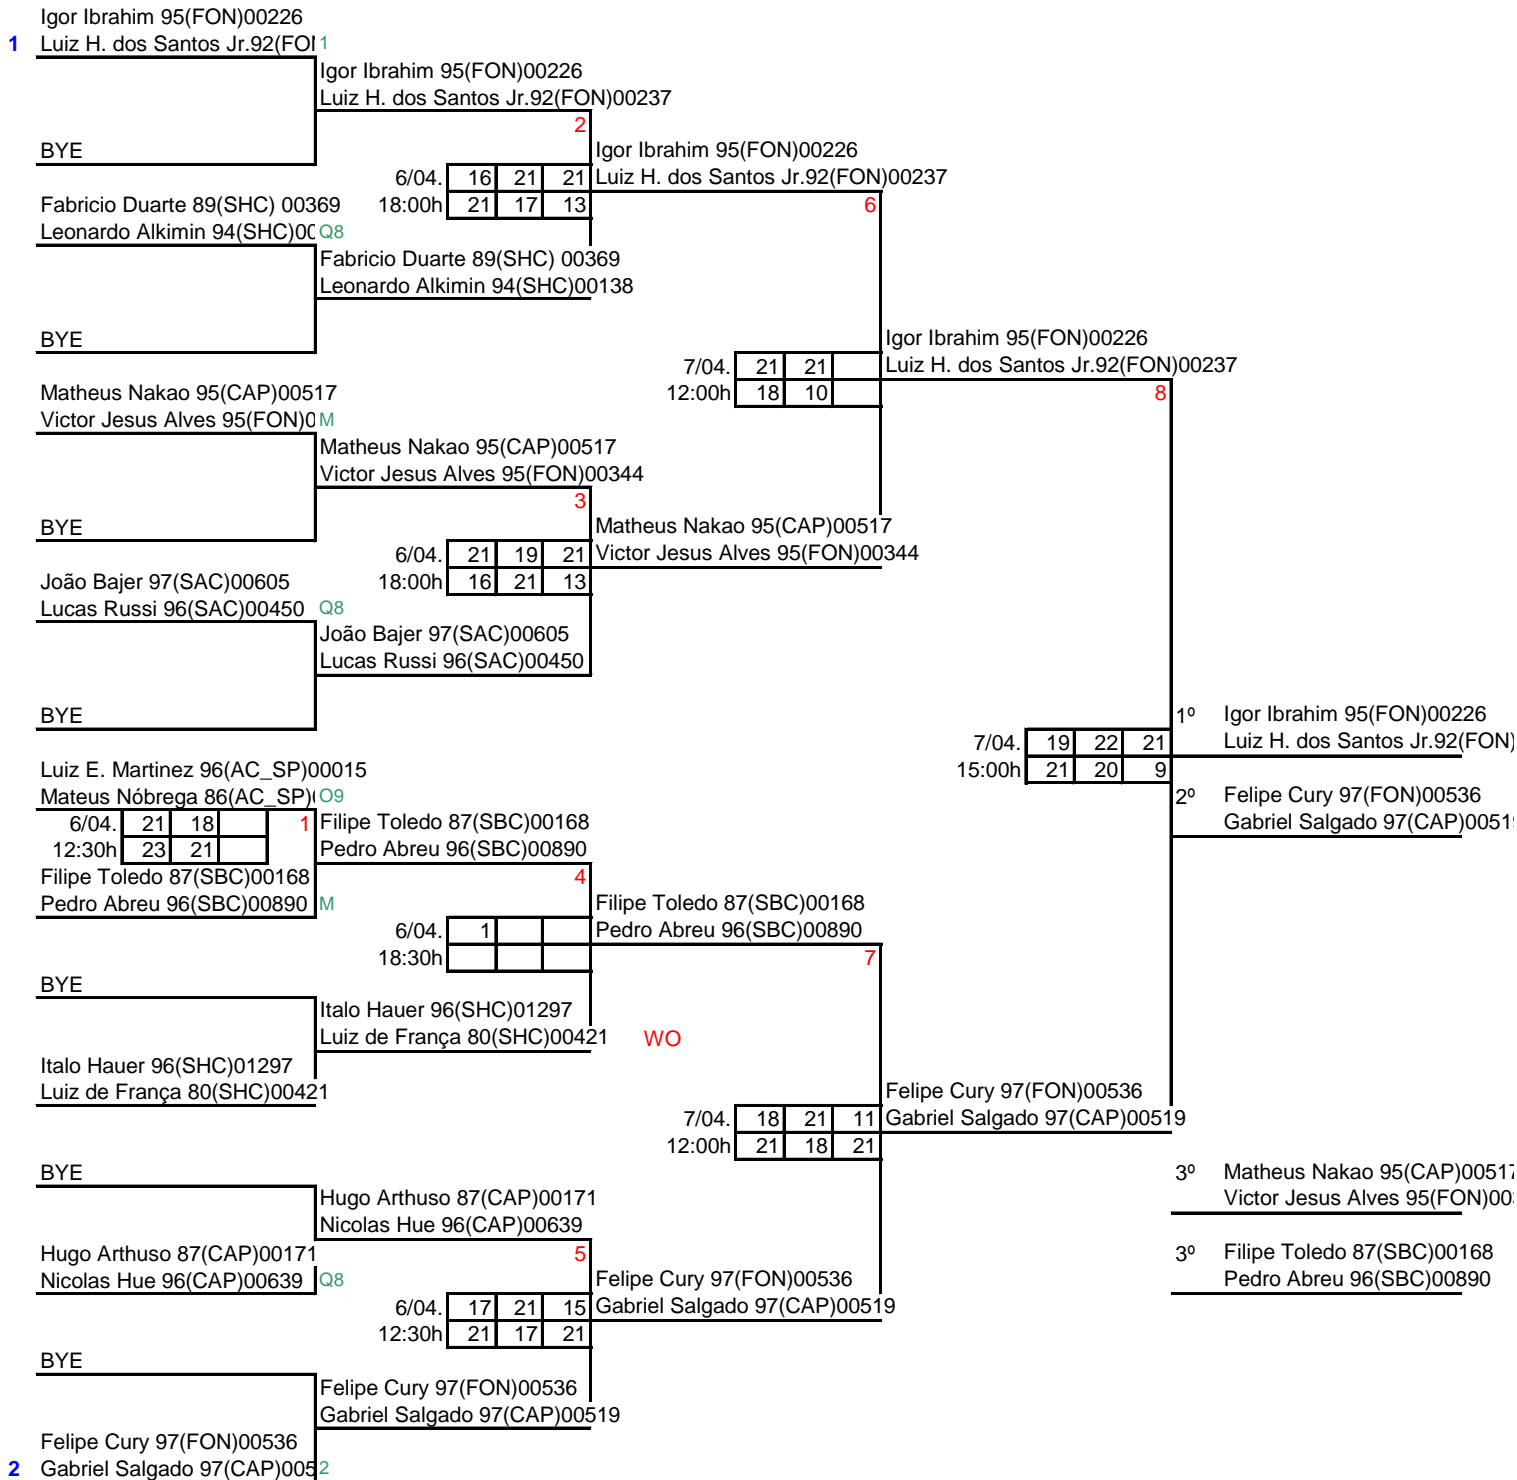 Igor Ibrahim 95(FON)00226
1 Luiz H. dos Santos Jr.92(FO 1
Igor Ibrahim 95(FON)00226
Luiz H. dos Santos Jr.92(FON)00237
2
BYE
Igor Ibrahim 95(FON)00226
6/04. 16 21 21 Luiz H. dos Santos Jr.92(FON)00237
Fabricio Duarte 89(SHC) 00369 18:00h 21 17 13 6
Leonardo Alkimin 94(SHC)00 Q8
Fabricio Duarte 89(SHC) 00369
Leonardo Alkimin 94(SHC)00138
BYE
Igor Ibrahim 95(FON)00226
7/04. 21 21 Luiz H. dos Santos Jr.92(FON)00237
Matheus Nakao 95(CAP)00517 12:00h 18 10 8
Victor Jesus Alves 95(FON)0 M
Matheus Nakao 95(CAP)00517
Victor Jesus Alves 95(FON)00344
3
BYE
Matheus Nakao 95(CAP)00517
6/04. 21 19 21 Victor Jesus Alves 95(FON)00344
João Bajer 97(SAC)00605 18:00h 16 21 13
Lucas Russi 96(SAC)00450 Q8
João Bajer 97(SAC)00605
Lucas Russi 96(SAC)00450
BYE
1º Igor Ibrahim 95(FON)00226
7/04. 19 22 21 Luiz H. dos Santos Jr.92(FON)
Luiz E. Martinez 96(AC_SP)00015 15:00h 21 20 9
Mateus Nóbrega 86(AC_SP)( O9
2º Felipe Cury 97(FON)00536
6/04. 21 18 1 Filipe Toledo 87(SBC)00168 Gabriel Salgado 97(CAP)00519
12:30h 23 21 Pedro Abreu 96(SBC)00890
Filipe Toledo 87(SBC)00168 4
Pedro Abreu 96(SBC)00890 M
Filipe Toledo 87(SBC)00168
6/04. 1 Pedro Abreu 96(SBC)00890
18:30h 7
BYE
Italo Hauer 96(SHC)01297
Luiz de França 80(SHC)00421 WO
Italo Hauer 96(SHC)01297
Luiz de França 80(SHC)00421
Felipe Cury 97(FON)00536
7/04. 18 21 11 Gabriel Salgado 97(CAP)00519
12:00h 21 18 21
BYE
3º Matheus Nakao 95(CAP)00517
Hugo Arthuso 87(CAP)00171 Victor Jesus Alves 95(FON)00
Nicolas Hue 96(CAP)00639
Hugo Arthuso 87(CAP)00171 5
Nicolas Hue 96(CAP)00639 Q8
3º Filipe Toledo 87(SBC)00168
Felipe Cury 97(FON)00536 Pedro Abreu 96(SBC)00890
6/04. 17 21 15 Gabriel Salgado 97(CAP)00519
12:30h 21 17 21
BYE
Felipe Cury 97(FON)00536
Gabriel Salgado 97(CAP)00519
Felipe Cury 97(FON)00536
2 Gabriel Salgado 97(CAP)005 2